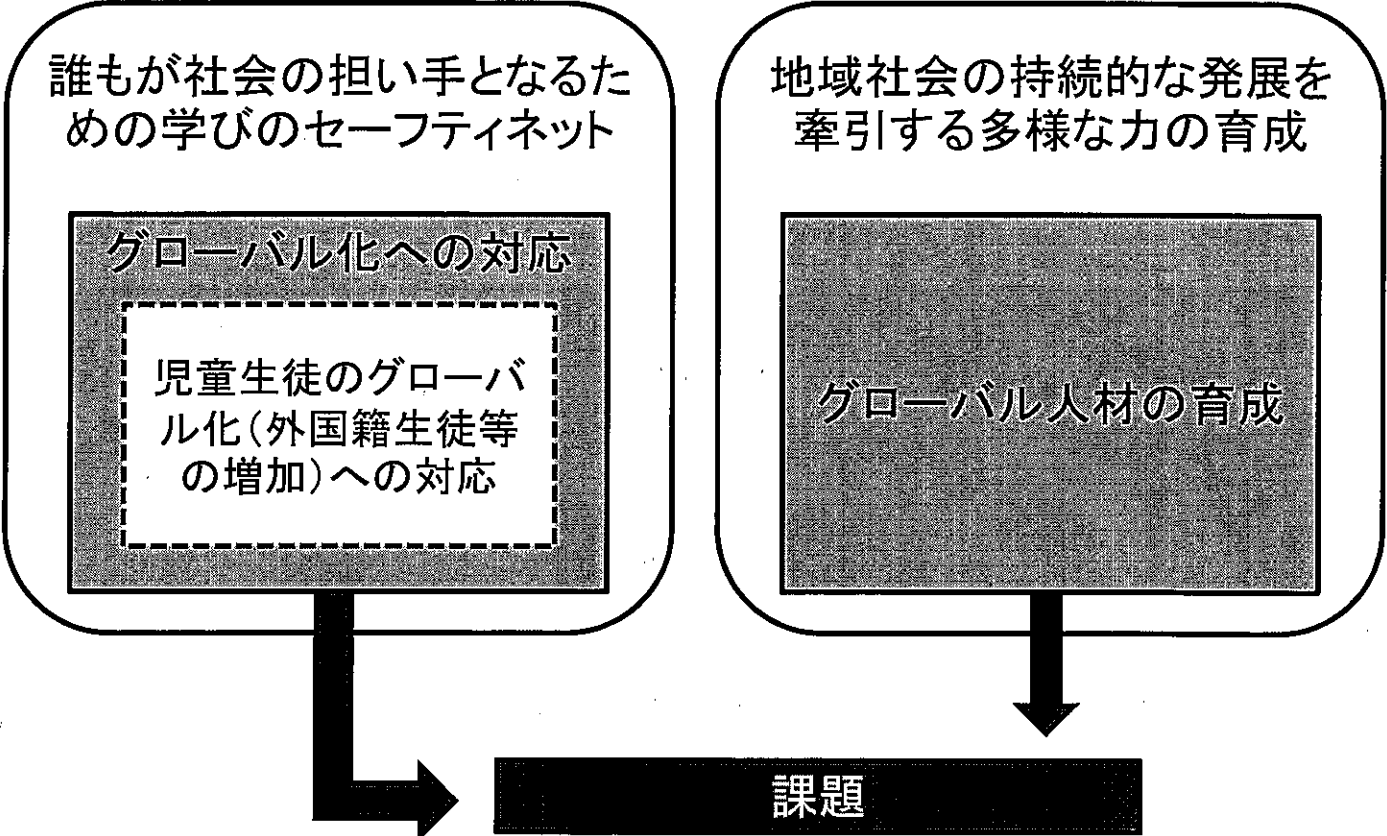 誰もが社会の担い手となるた
めの学びのセーフティネット
グローバル化への対応
児童生徒のグローバ
ル化(外国籍生徒等
の増加)への対応
地域社会の持続的な発展を
牽引する多様な力の育成
グローバル人材の育成
課題